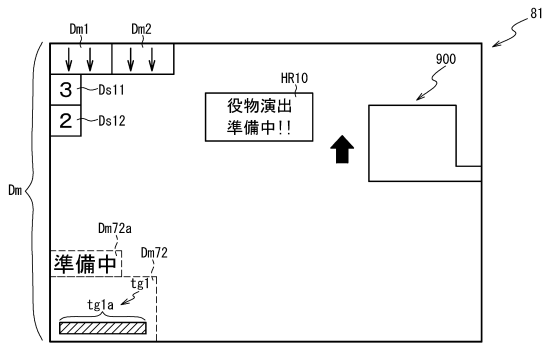 81
Dm1 Dm2
↓ ↓ ↓ ↓
3 Ds11
2 Ds12
HR10
役物演出
準備中!!
900
Dm
Dm72a
準備中
Dm72
tg1
tg1a